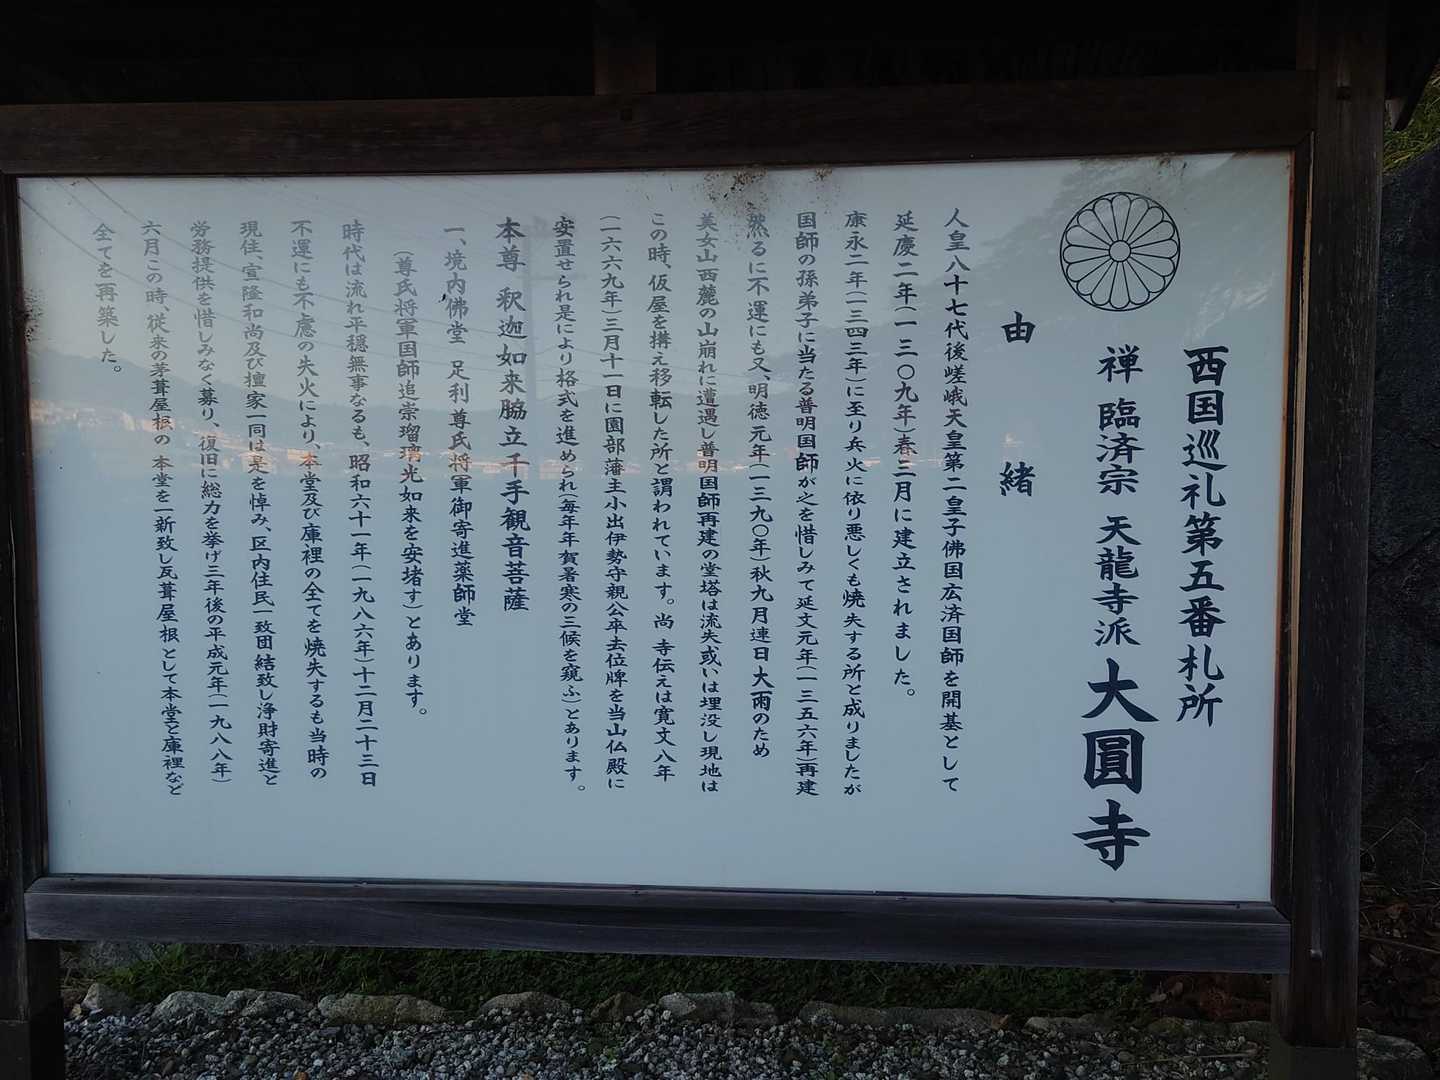 西国巡礼第五番札所
禅 臨済宗 天龍寺派 大圓寺
由 緒
人皇八十七代後嵯峨天皇第二皇子佛国広済国師を開基として
延慶二年(一三〇九年)春三月に建立されました。
康永二年(一三四三年)に至り兵火に依り悪しくも焼失する所と成りましたが
国師の孫弟子に当たる普明国師が之を惜しみて延文元年(一三五六年)再建
然るに不運にも又、明徳元年(一三九〇年)秋九月連日大雨のため
美女山西麓の山崩れに遭遇し普明国師再建の堂塔は流失或いは埋没し現地は
この時、仮屋を構え移転した所と謂われています。尚 寺伝えは寛文八年
(一六六九年)三月十一日に園部藩主小出伊勢守親公卒去位牌を当山仏殿に
安置せられ是により格式を進められ(毎年年賀暑寒の三候を窺ふ)とあります。
本尊 釈迦如来脇立千手観音菩薩
一、境内佛堂 足利尊氏将軍御寄進薬師堂
(尊氏将軍国師追崇瑠璃光如来を安堵す)とあります。
時代は流れ平穏無事なるも、昭和六十一年(一九八六年)十二月二十三日
不運にも不慮の失火により、本堂及び庫裡の全てを焼失するも当時の
現住、宣隆和尚及び檀家一同は是を悼み、区内住民一致団結致し浄財寄進と
労務提供を惜しみなく募り、復旧に総力を挙げ三年後の平成元年(一九八八年)
六月この時、従来の茅葺屋根の本堂を一新致し瓦葺屋根として本堂と庫裡など
全てを再築した。